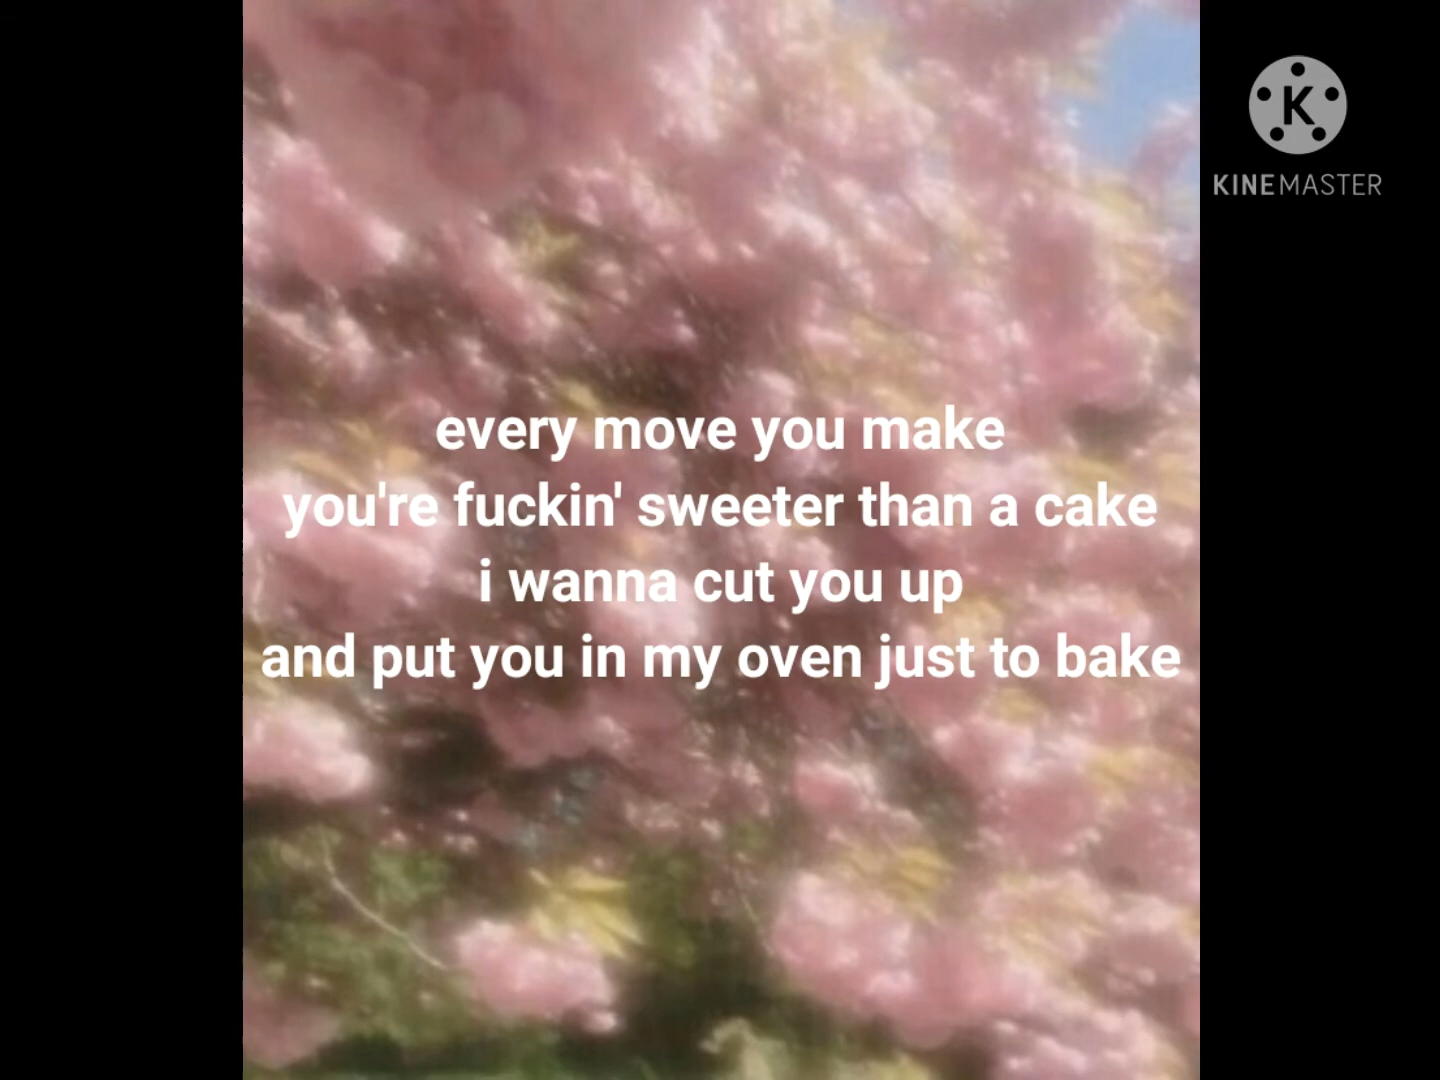 K
KINEMASTER
every move you make
you're fuckin' sweeter than a cake
i wanna cut you up
and put you in my oven just to bake